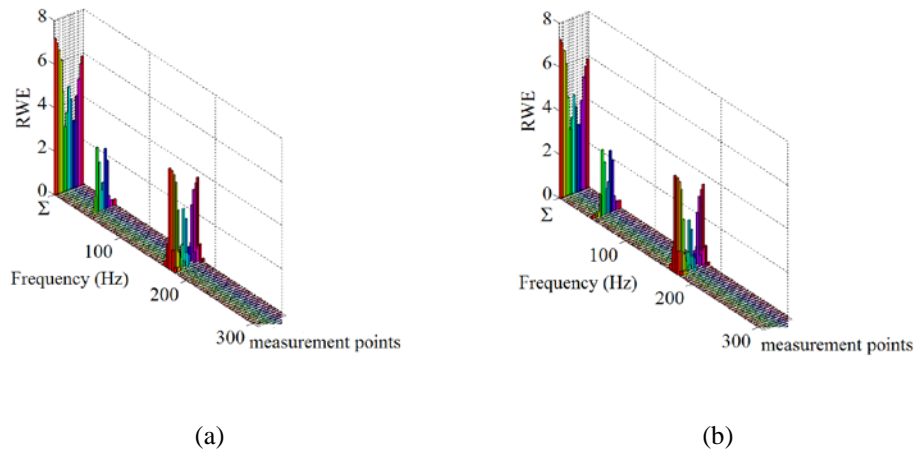 8
6
4
2
0
Σ
RWE
100
200
300
Frequency (Hz)
measurement points
(a)
8
6
4
2
0
Σ
RWE
100
200
300
Frequency (Hz)
measurement points
(b)